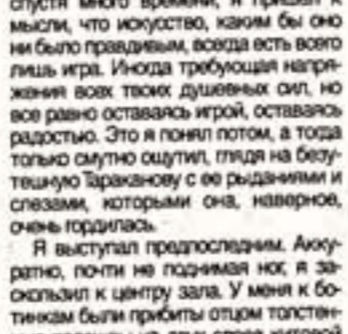 спустя много времени, я пришел к
мысли, что искусство, каким бы оно
ни было правдивым, всегда есть всего
лишь игра. Иногда требующая напря-
жения всех твоих душевных сил, но
все равно оставаясь игрой, оставаясь
радостью. Это я понял потом, а тогда
только смутно ощутил, глядя на безу-
тешную Тараканову с ее рыданиями и
слезами, которыми она, наверное,
очень гордилась.
Я выступал предпоследним. Акку-
ратно, почти не поднимая ног, я за-
скользил к центру зала. У меня к бо-
тинкам были прибиты отцом толстен-